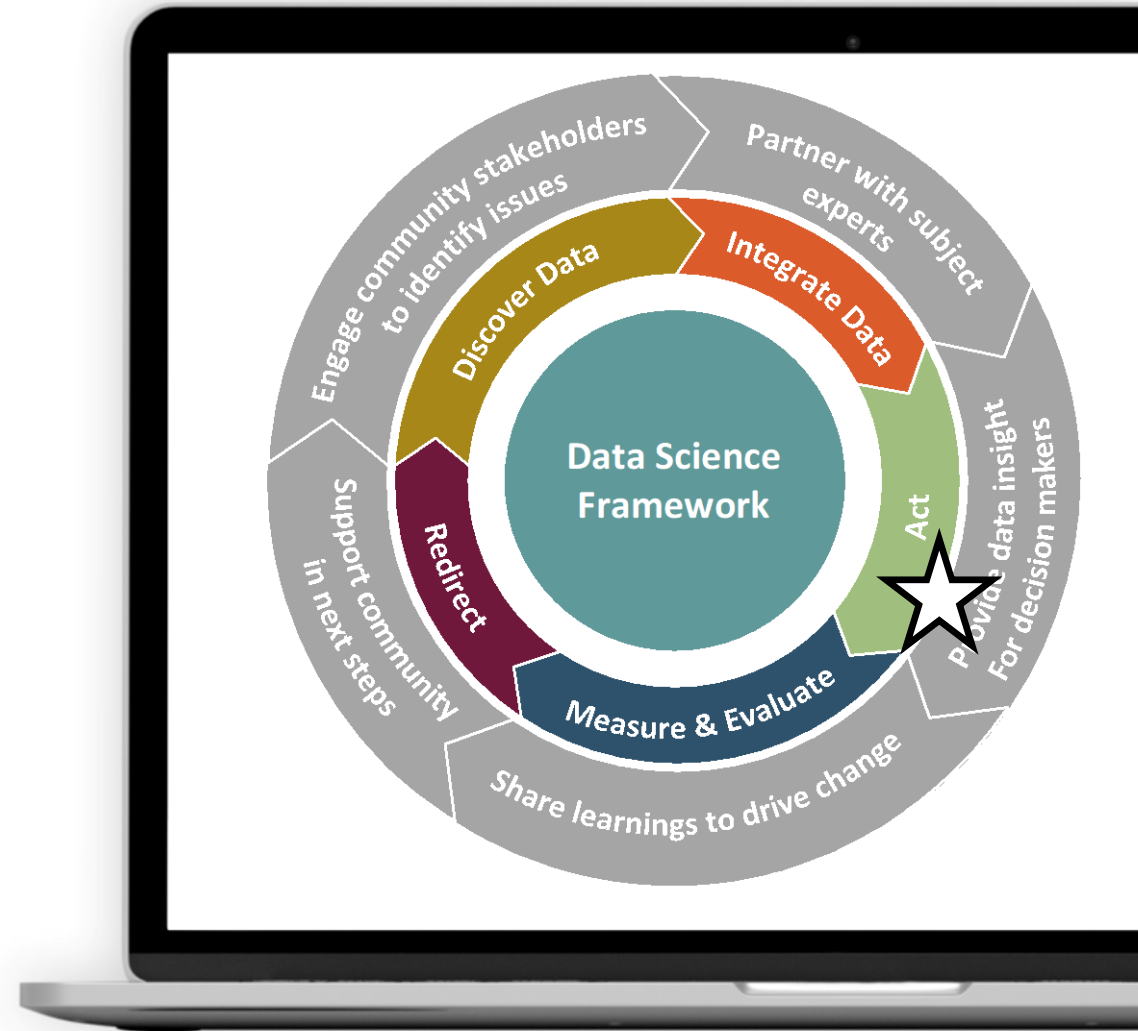 Engage community stakeholders
to identify issues
Partner with subject
experts
Provide data insight
For decision makers
Share learnings to drive change
Support community
in next steps
Discover Data
Integrate Data
Act
Measure & Evaluate
Redirect
Data Science
Framework